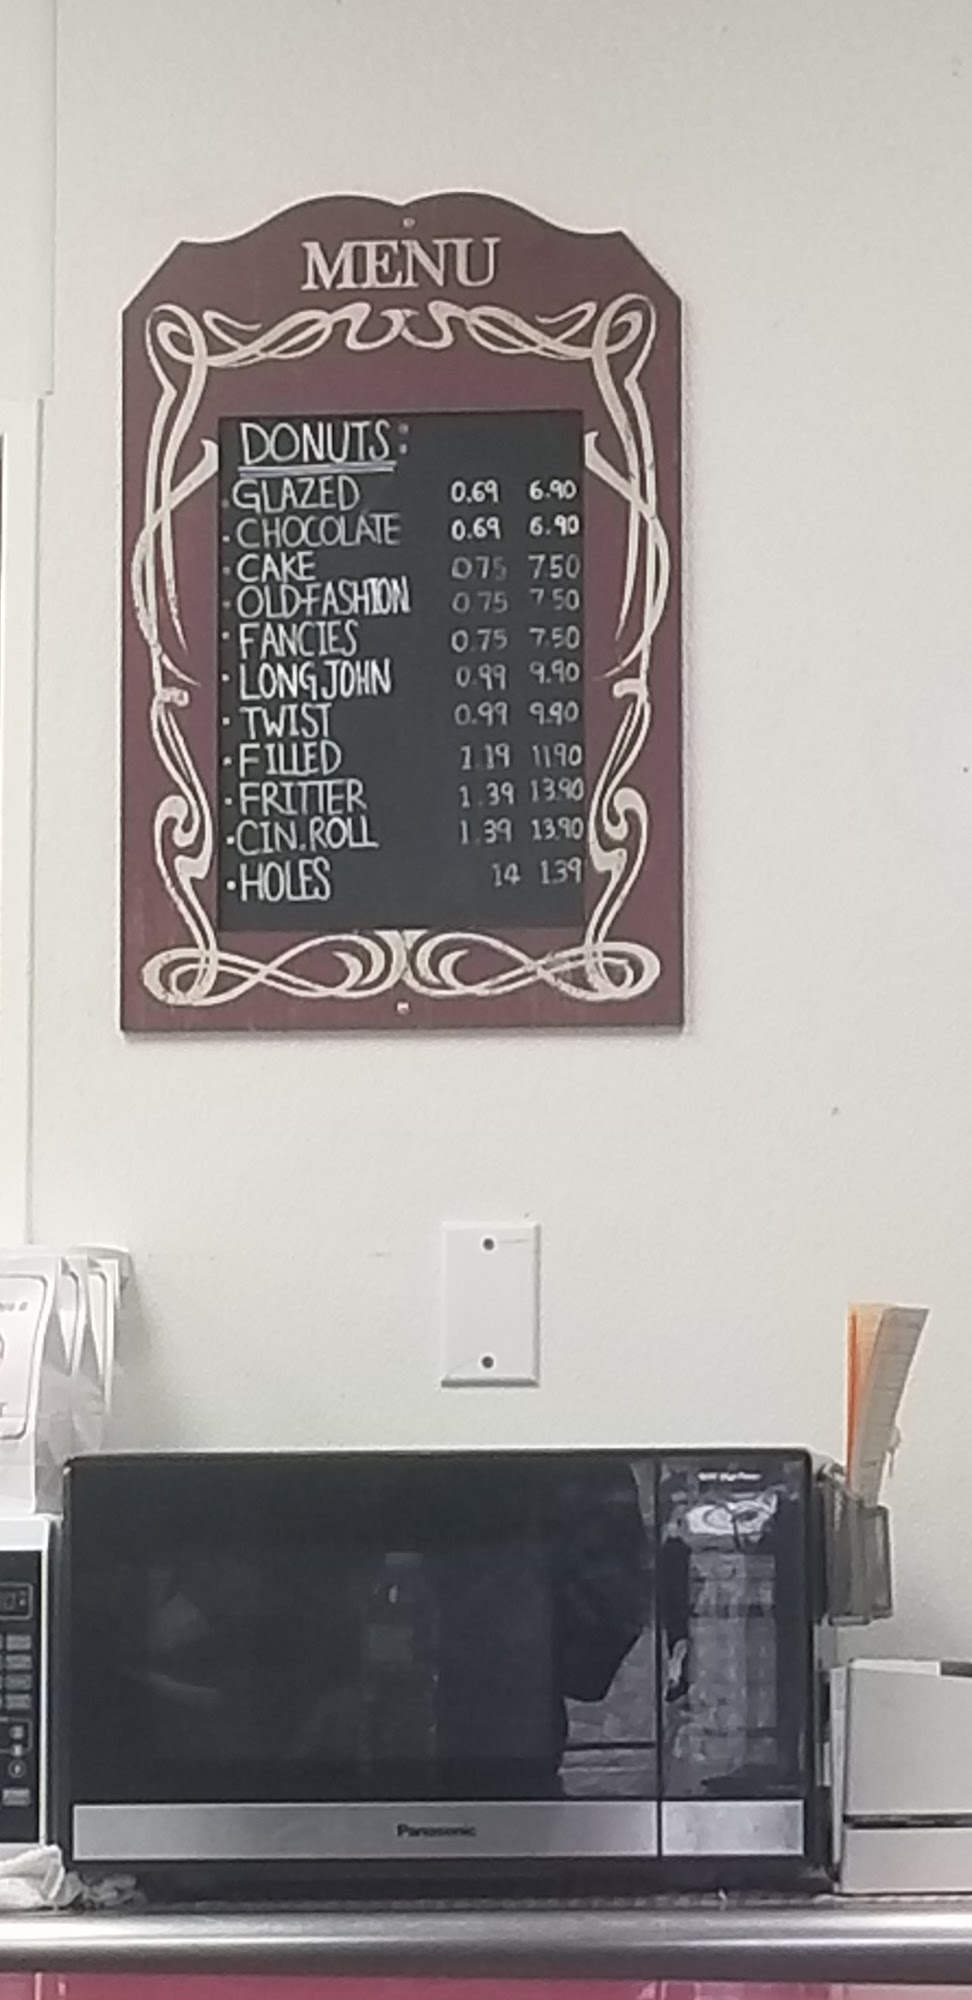 MENU
DONUTS:
· GLAZED 0.69 6.90
· CHOCOLATE 0.69 6.90
· CAKE 0 75 7.50
· OLD-FASHION 0 75 7 50
· FANCIES 0.75 7.50
· LONG JOHN 0.99 9.90
· TWIST 0.99 9.90
· FILLED 1.19 11.90
· FRITTER 1.39 13.90
· CIN. ROLL 1.39 13.90
· HOLES 14 1.39
Panasonic